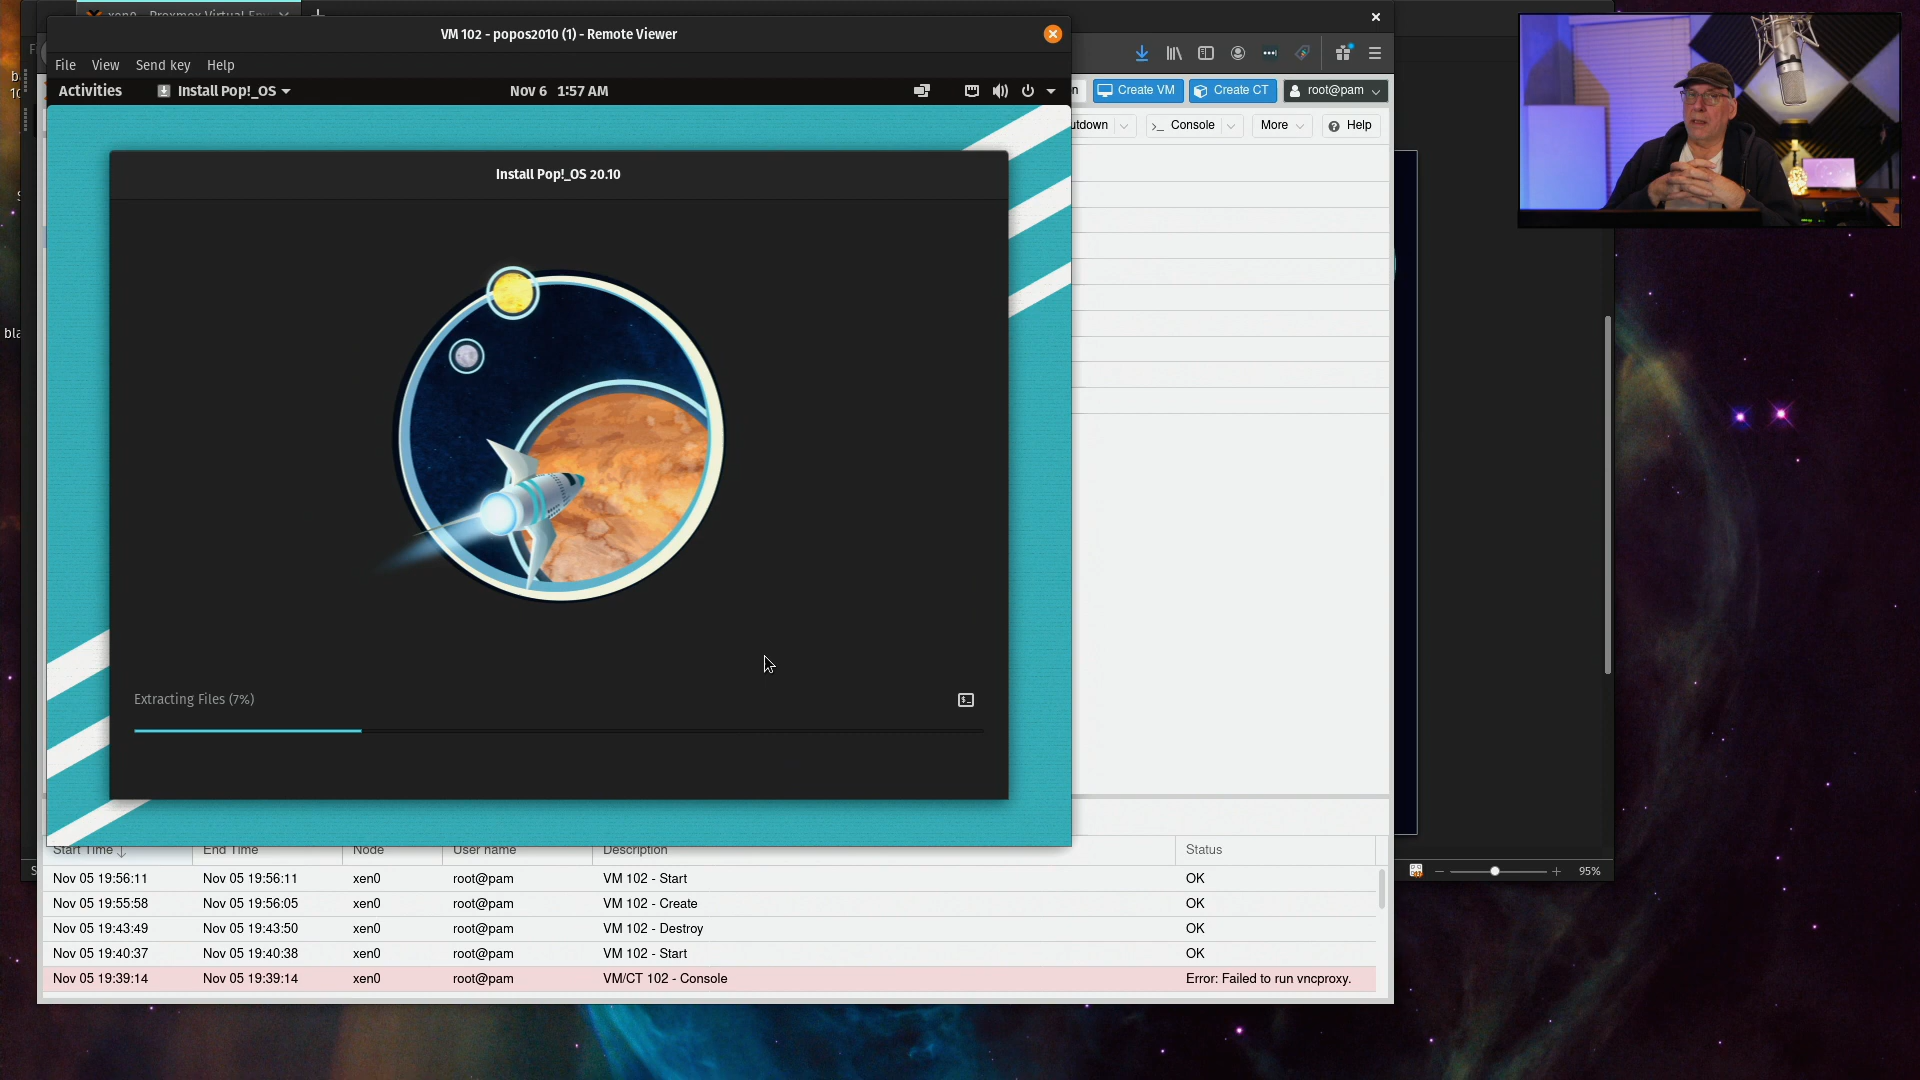 xen0 - Proxmox Virtual Env
VM 102 - popos2010 (1) - Remote Viewer
File View Send key Help
Activities Install Pop!_OS Nov 6 1:57 AM
Create VM Create CT root@pam
Console More Help
Install Pop!_OS 20.10
Extracting Files (7%)
95%
Start Time End Time Node User name Description Status
Nov 05 19:56:11 Nov 05 19:56:11 xen0 root@pam VM 102 - Start OK
Nov 05 19:55:58 Nov 05 19:56:05 xen0 root@pam VM 102 - Create OK
Nov 05 19:43:49 Nov 05 19:43:50 xen0 root@pam VM 102 - Destroy OK
Nov 05 19:40:37 Nov 05 19:40:38 xen0 root@pam VM 102 - Start OK
Nov 05 19:39:14 Nov 05 19:39:14 xen0 root@pam VM/CT 102 - Console Error: Failed to run vncproxy.